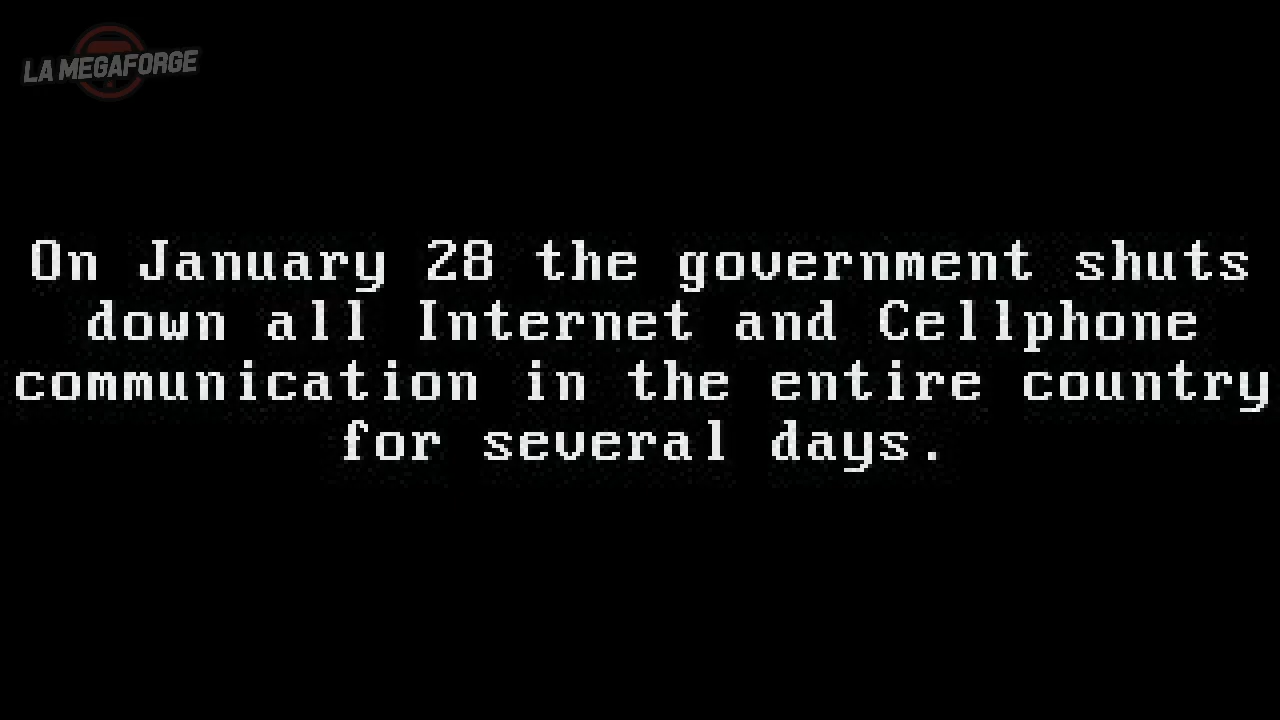 LA MEGAFORGE
On January 28 the government shuts
down all Internet and Cellphone
communication in the entire country
for several days.